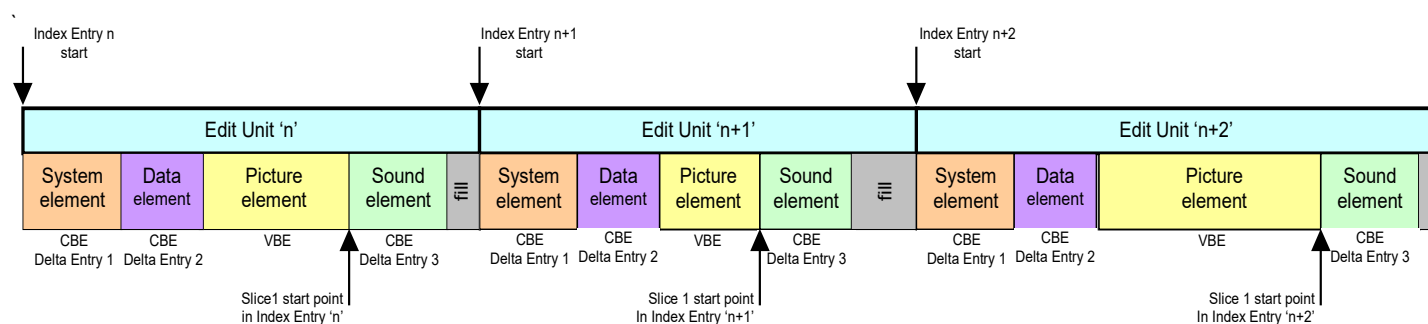 `
Index Entry n
start
Index Entry n+1
start
Index Entry n+2
start
Edit Unit ‘n’
Edit Unit ‘n+1’
Edit Unit ‘n+2’
System
element
Data
element
Picture
element
Sound
element
fill
System
element
Data
element
Picture
element
Sound
element
fill
System
element
Data
element
Picture
element
Sound
element
CBE
Delta Entry 1
CBE
Delta Entry 2
VBE
CBE
Delta Entry 3
CBE
Delta Entry 1
CBE
Delta Entry 2
VBE
CBE
Delta Entry 3
CBE
Delta Entry 1
CBE
Delta Entry 2
VBE
CBE
Delta Entry 3
Slice1 start point
in Index Entry ‘n’
Slice 1 start point
In Index Entry ‘n+1’
Slice 1 start point
In Index Entry ‘n+2’